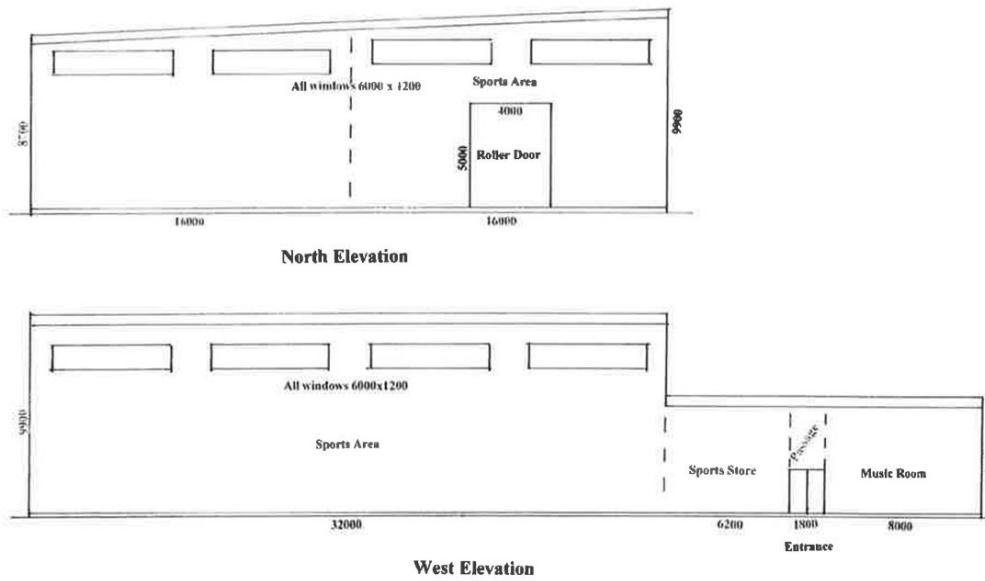 Sports Area
All windows 6000 x 1200
4000
9900
8700
5000
Roller Door
16000
16000
North Elevation
All windows 6000x1200
9900
Sports Area
Passage
Sports Store
Music Room
32000
6200
1800
8000
Entrance
West Elevation